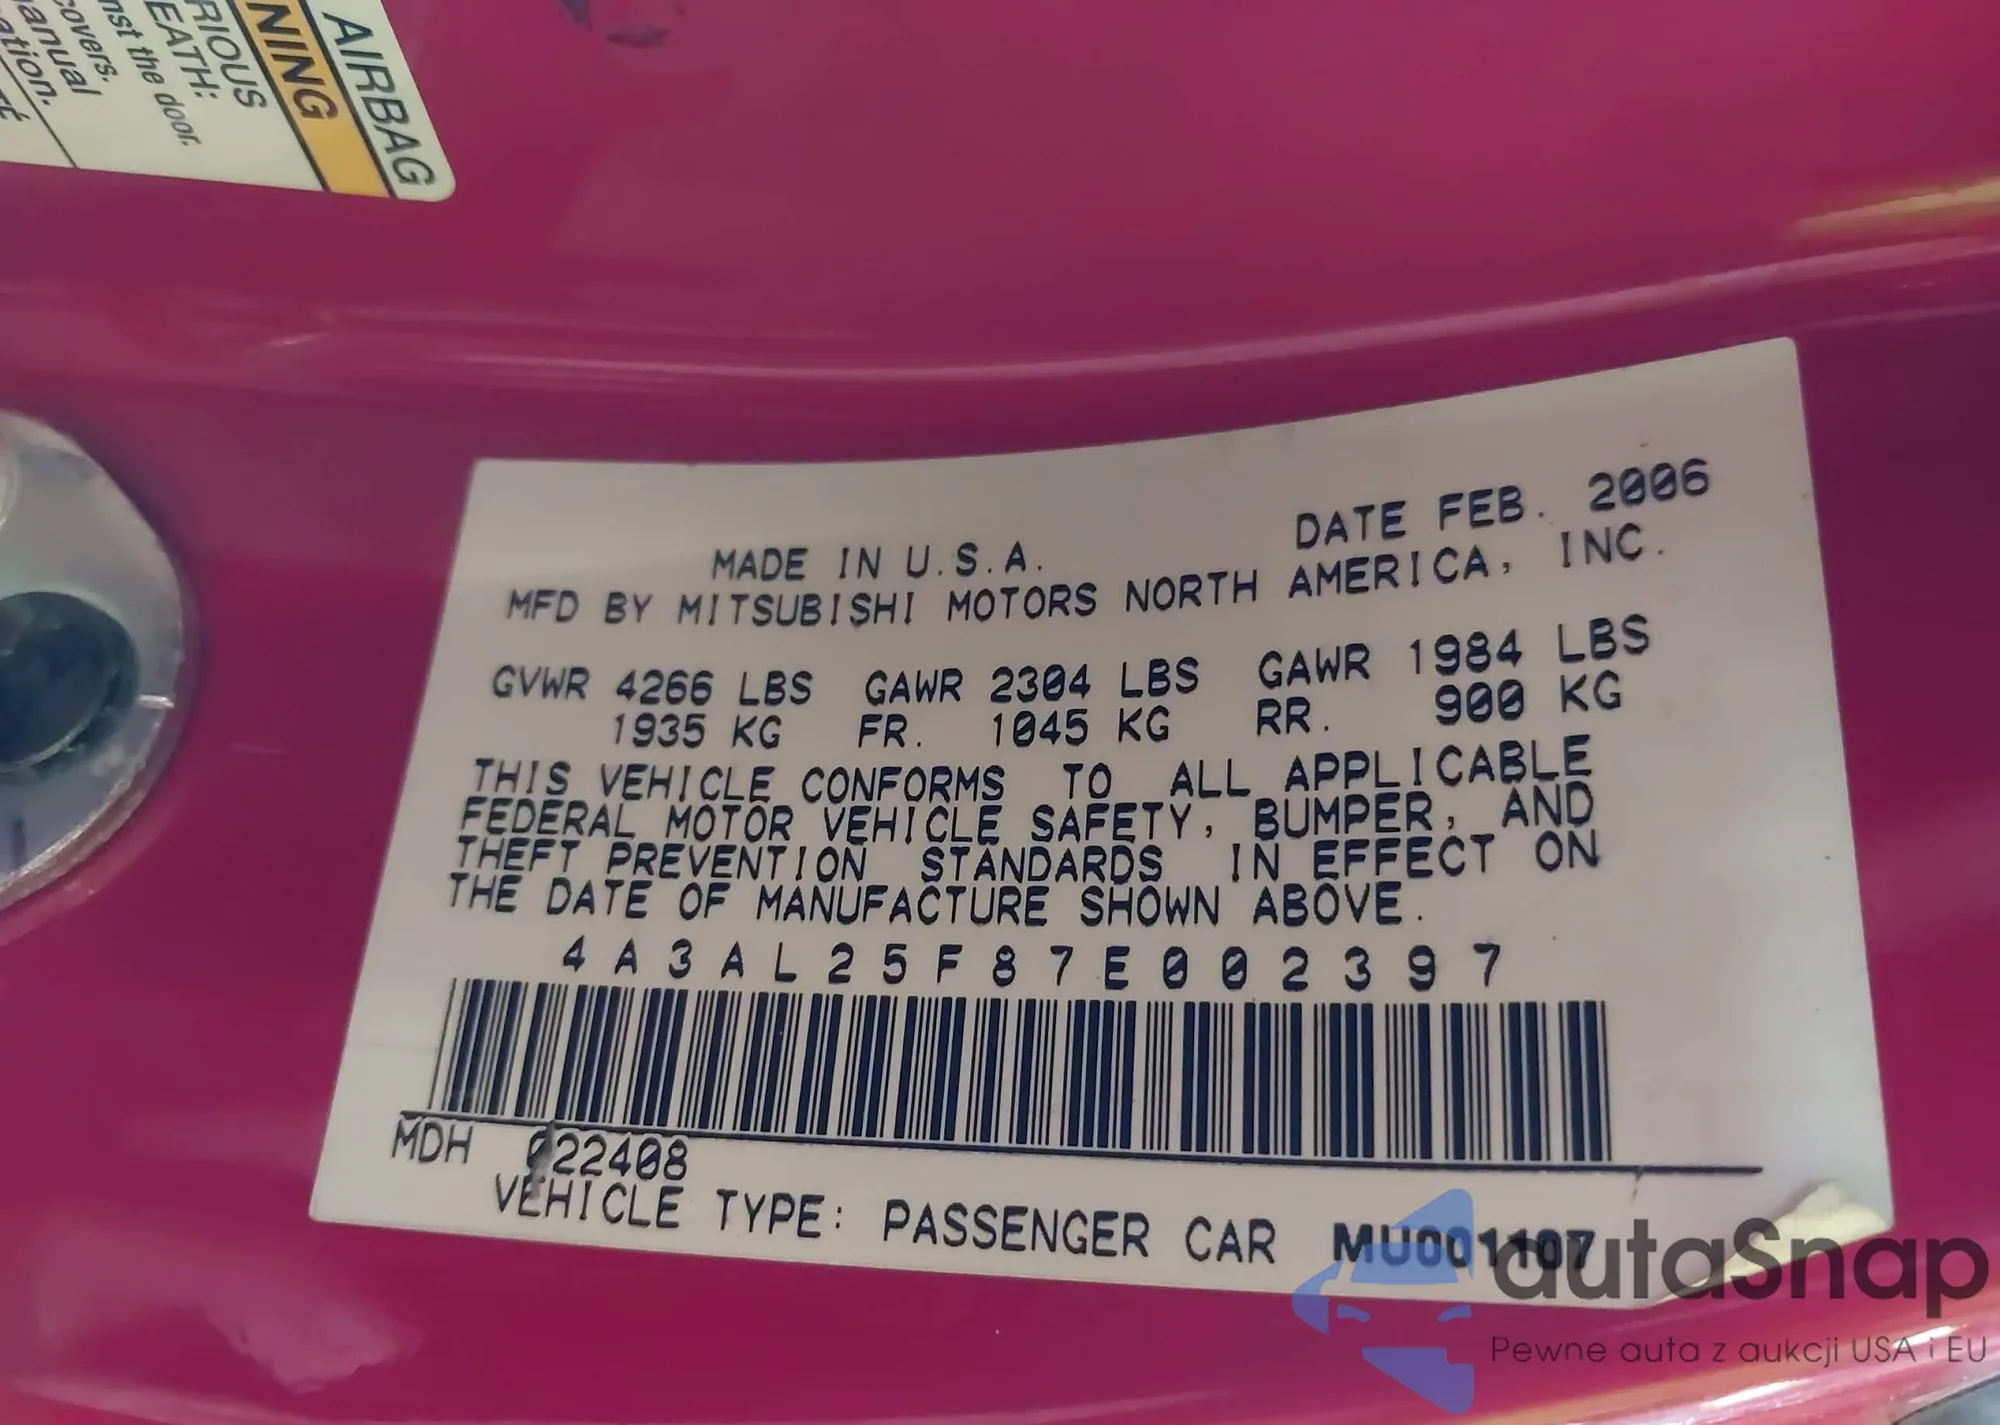 AIRBAG
NING
RIOUS
EATH:
nst the door.
covers.
manual
ation.
DATE FEB. 2006
MADE IN U.S.A.
MFD BY MITSUBISHI MOTORS NORTH AMERICA, INC.
GVWR 4266 LBS GAWR 2304 LBS GAWR 1984 LBS
1935 KG FR. 1045 KG RR. 900 KG
THIS VEHICLE CONFORMS TO ALL APPLICABLE
FEDERAL MOTOR VEHICLE SAFETY, BUMPER, AND
THEFT PREVENTION STANDARDS IN EFFECT ON
THE DATE OF MANUFACTURE SHOWN ABOVE.
4A3AL25F87E002397
MDH 022408
VEHICLE TYPE: PASSENGER CAR MU001107
autaSnap
Pewne auta z aukcji USA i EU